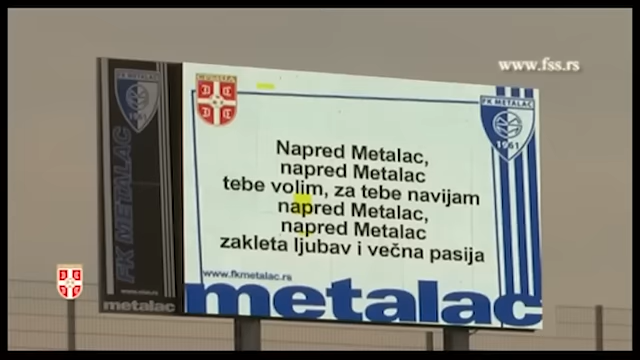 www.fss.rs
FK METALAC
СРБИЈА
FK METALAC
1961
Napred Metalac,
napred Metalac
tebe volim, za tebe navijam
napred Metalac,
napred Metalac
zakleta ljubav i večna pasija
www.fkmetalac.rs
metalac
FK METALAC
metalac